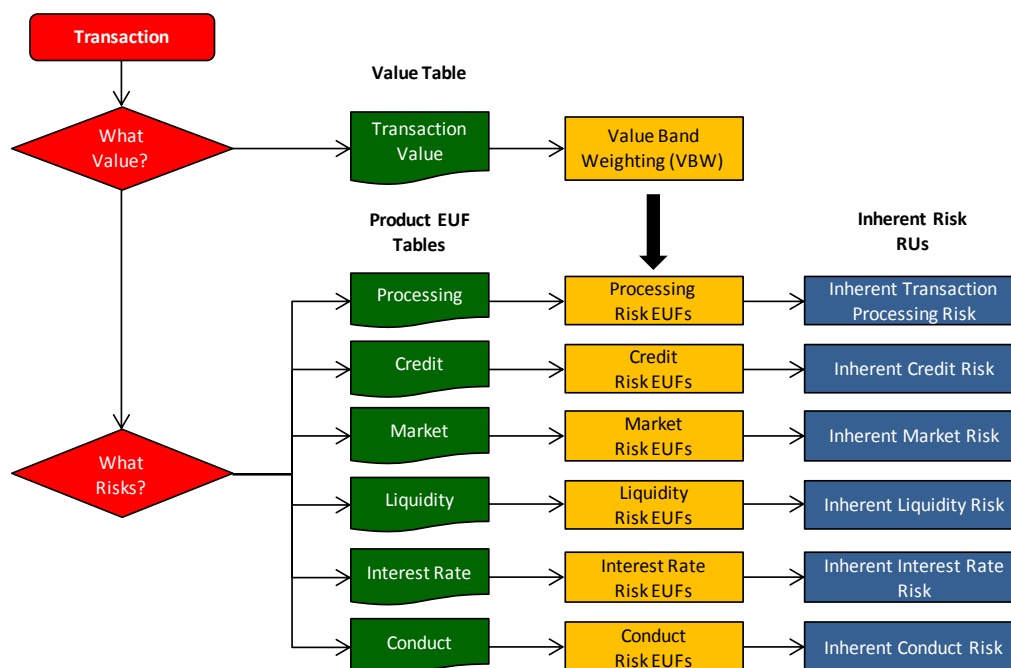 Transaction
Value Table
What
Value?
Transaction
Value
Value Band
Weighting (VBW)
Product EUF
Tables
Inherent Risk
RUs
Processing
Processing
Risk EUFs
Inherent Transaction
Processing Risk
Credit
Credit
Risk EUFs
Inherent Credit Risk
Market
Market
Risk EUFs
Inherent Market Risk
What
Risks?
Liquidity
Liquidity
Risk EUFs
Inherent Liquidity Risk
Interest Rate
Interest Rate
Risk EUFs
Inherent Interest Rate
Risk
Conduct
Conduct
Risk EUFs
Inherent Conduct Risk